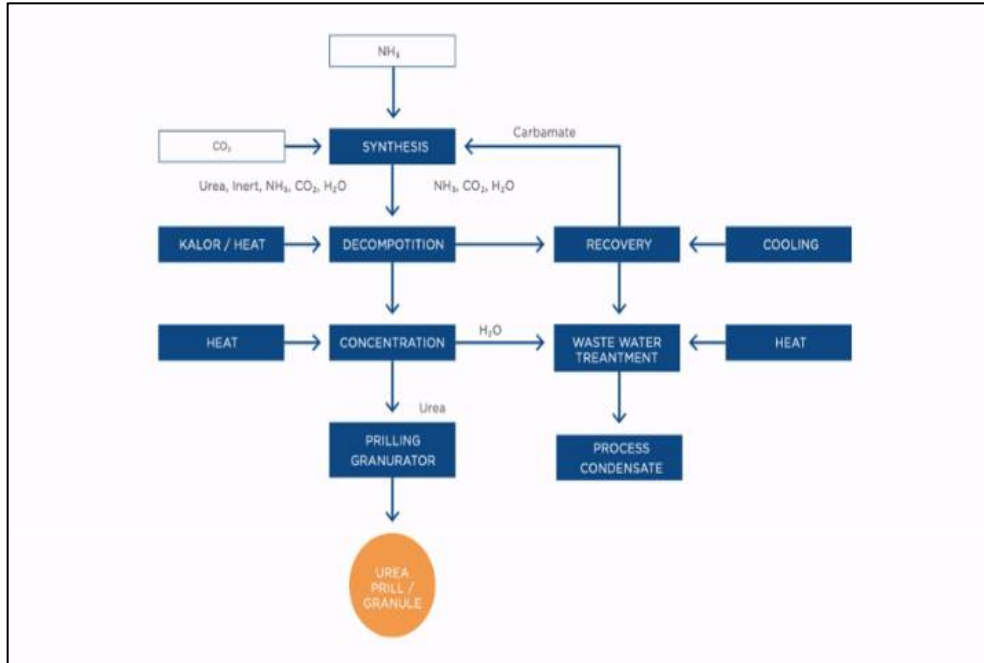 NH₃
CO₂
SYNTHESIS
Carbamate
Urea, Inert, NH₃, CO₂, H₂O
NH₃, CO₂, H₂O
KALOR / HEAT
DECOMPOTITION
RECOVERY
COOLING
HEAT
CONCENTRATION
H₂O
WASTE WATER
TREANTMENT
HEAT
Urea
PRILLING
GRANURATOR
PROCESS
CONDENSATE
UREA
PRILL /
GRANULE